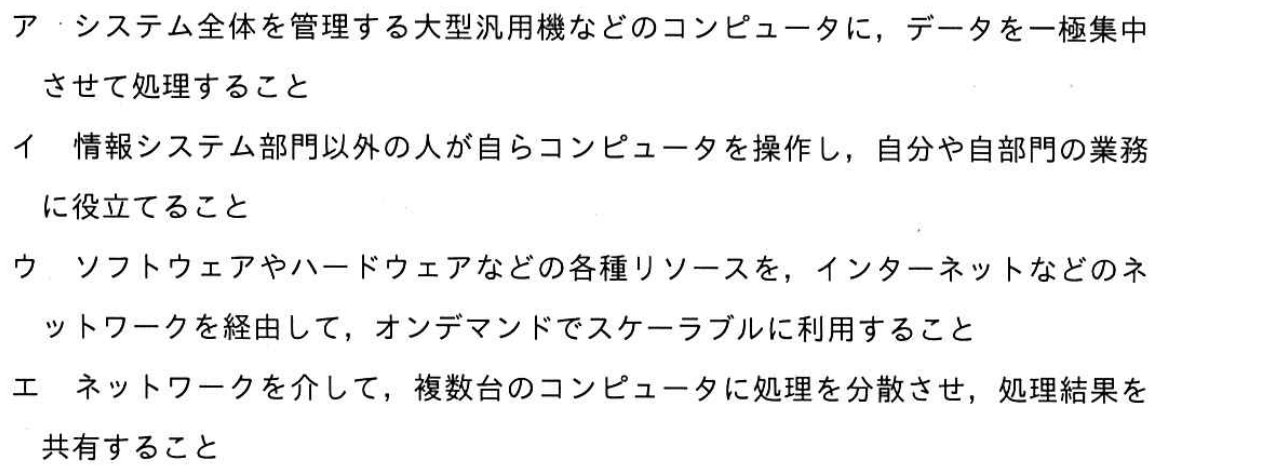 ア　システム全体を管理する大型汎用機などのコンピュータに，データを一極集中
させて処理すること
イ　情報システム部門以外の人が自らコンピュータを操作し，自分や自部門の業務
に役立てること
ウ　ソフトウェアやハードウェアなどの各種リソースを，インターネットなどのネ
ットワークを経由して，オンデマンドでスケーラブルに利用すること
エ　ネットワークを介して，複数台のコンピュータに処理を分散させ，処理結果を
共有すること